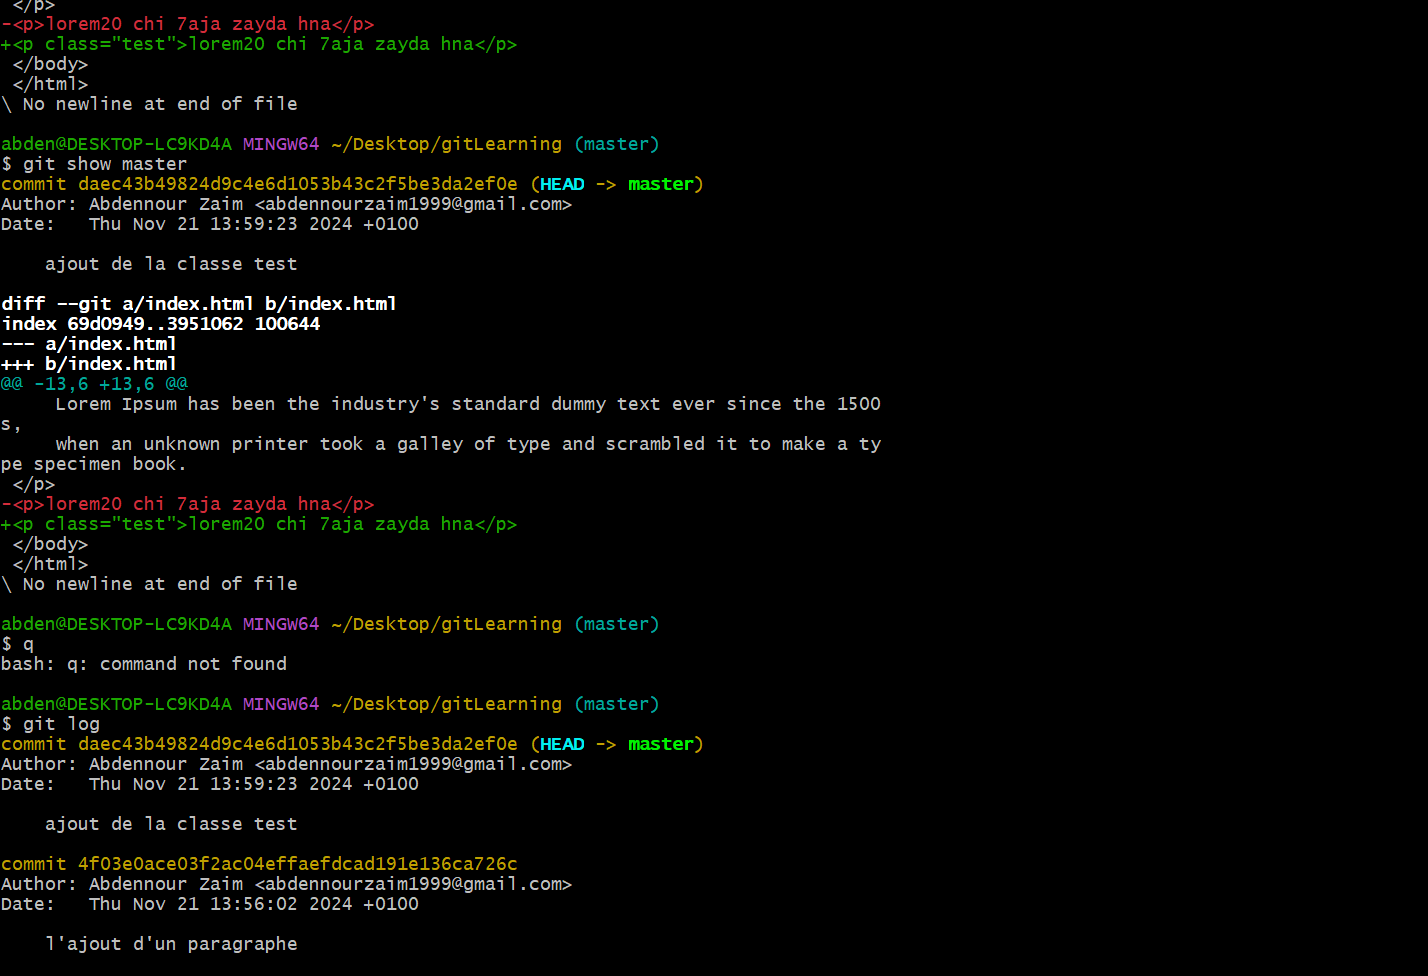 </p>
-<p>lorem20 chi 7aja zayda hna</p>
+<p class="test">lorem20 chi 7aja zayda hna</p>
</body>
</html>
\ No newline at end of file
abden@DESKTOP-LC9KD4A MINGW64 ~/Desktop/gitLearning (master)
$ git show master
commit daec43b49824d9c4e6d1053b43c2f5be3da2ef0e (HEAD -> master)
Author: Abdennour Zaim <abdennourzaim1999@gmail.com>
Date:   Thu Nov 21 13:59:23 2024 +0100
ajout de la classe test
diff --git a/index.html b/index.html
index 69d0949..3951062 100644
--- a/index.html
+++ b/index.html
@@ -13,6 +13,6 @@
Lorem Ipsum has been the industry's standard dummy text ever since the 1500
s,
when an unknown printer took a galley of type and scrambled it to make a ty
pe specimen book.
</p>
-<p>lorem20 chi 7aja zayda hna</p>
+<p class="test">lorem20 chi 7aja zayda hna</p>
</body>
</html>
\ No newline at end of file
abden@DESKTOP-LC9KD4A MINGW64 ~/Desktop/gitLearning (master)
$ q
bash: q: command not found
abden@DESKTOP-LC9KD4A MINGW64 ~/Desktop/gitLearning (master)
$ git log
commit daec43b49824d9c4e6d1053b43c2f5be3da2ef0e (HEAD -> master)
Author: Abdennour Zaim <abdennourzaim1999@gmail.com>
Date:   Thu Nov 21 13:59:23 2024 +0100
ajout de la classe test
commit 4f03e0ace03f2ac04effaefdcad191e136ca726c
Author: Abdennour Zaim <abdennourzaim1999@gmail.com>
Date:   Thu Nov 21 13:56:02 2024 +0100
l'ajout d'un paragraphe